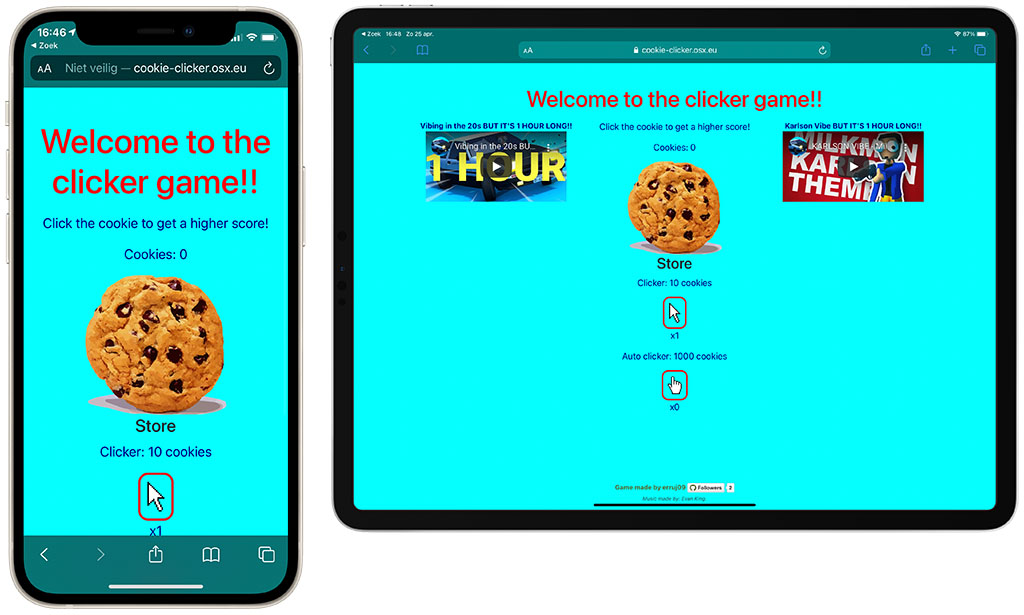 16:46
Zoek
AA Niet veilig — cookie-clicker.osx.eu
Welcome to the
clicker game!!
Click the cookie to get a higher score!
Cookies: 0
Store
Clicker: 10 cookies
x1
Zoek 16:48 Zo 25 apr.
87%
AA cookie-clicker.osx.eu
Welcome to the clicker game!!
Vibing in the 20s BUT IT'S 1 HOUR LONG!!
Vibing in the 20s BU...
1 HOUR
Click the cookie to get a higher score!
Cookies: 0
Store
Clicker: 10 cookies
x1
Auto clicker: 1000 cookies
x0
Karlson Vibe BUT IT'S 1 HOUR LONG!!
KARLSON VIBE
MILKMAN
KARL
THEM
Game made by erruj09 Followers 2
Music made by: Evan King